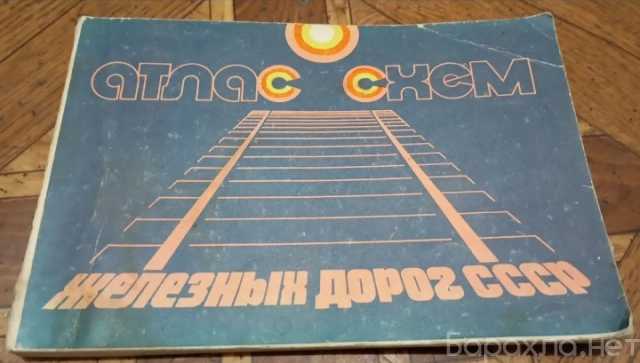 атлас схем
железных дорог СССР
Барахла.Нет